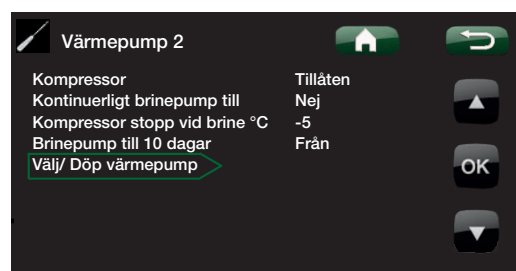 Värmepump 2
Kompressor Tillåten
Kontinuerligt brinepump till Nej
Kompressor stopp vid brine °C -5
Brinepump till 10 dagar Från
Välj/ Döp värmepump
OK